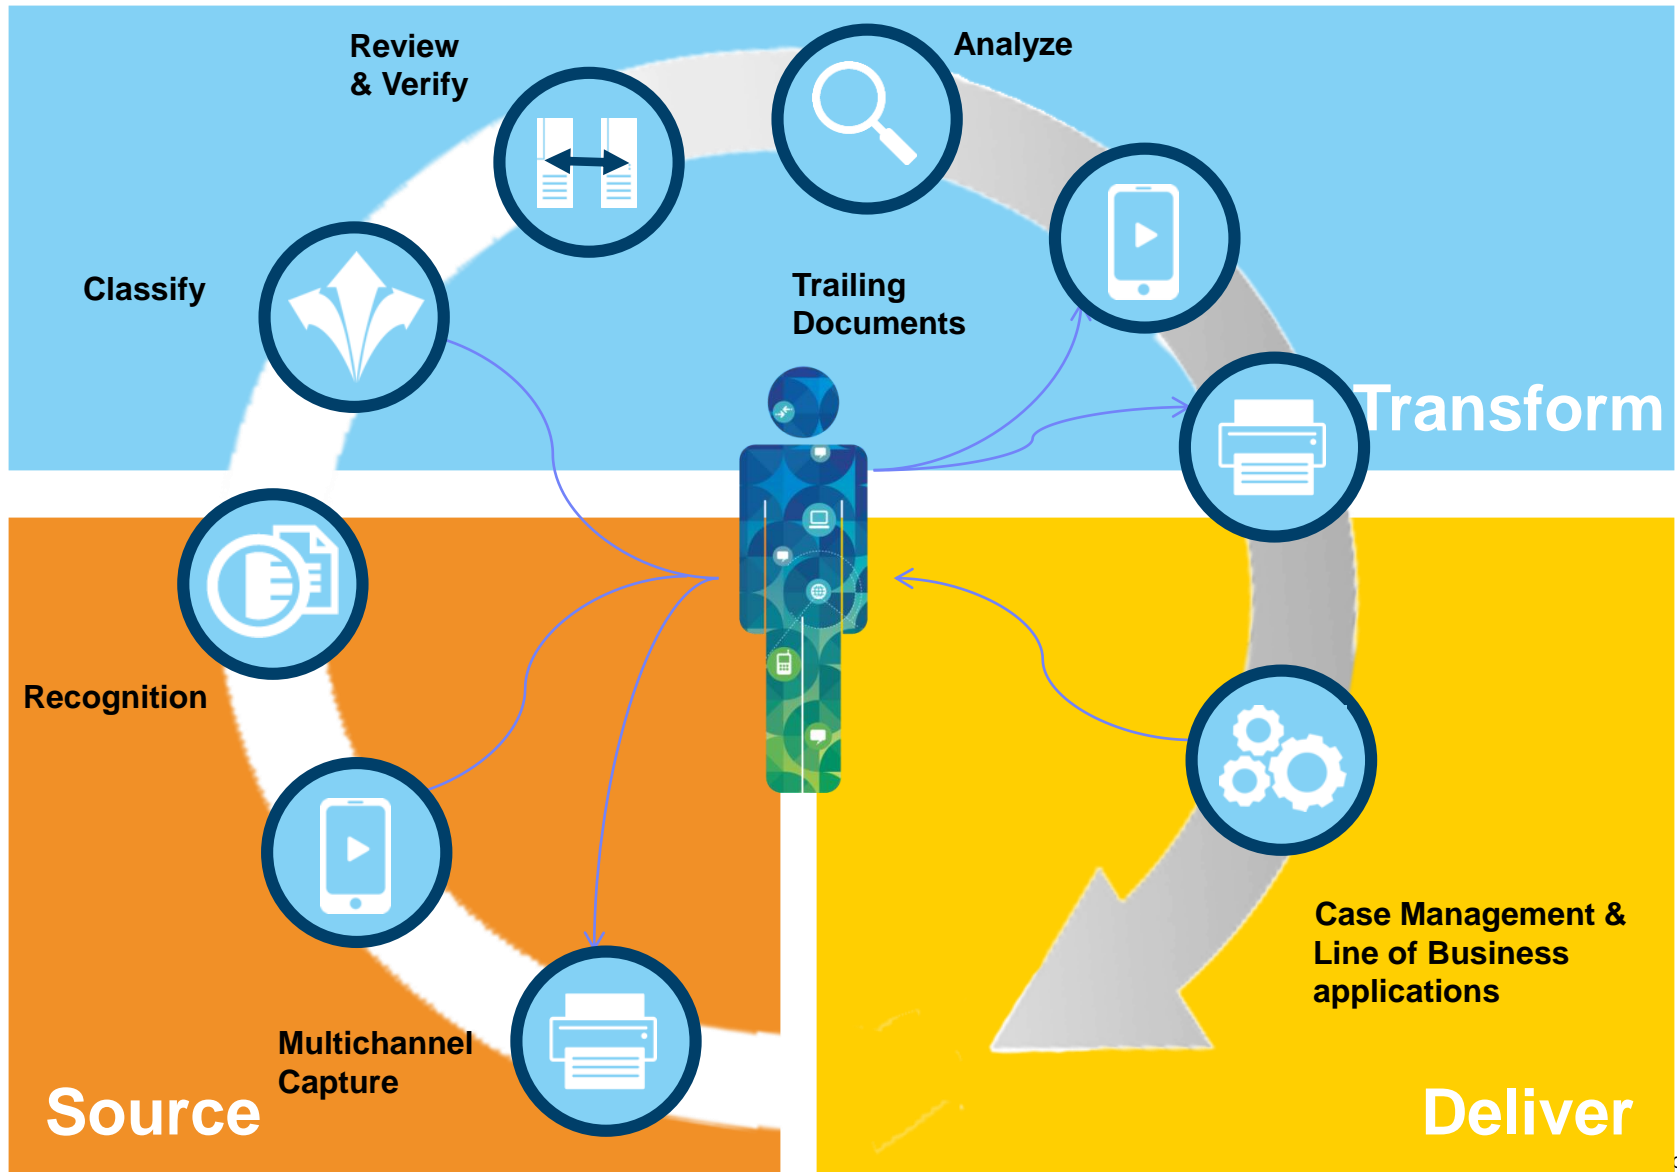 Review
& Verify
Analyze
Classify
Trailing
Documents
Transform
Recognition
Case Management &
Line of Business
applications
Multichannel
Capture
Source
Deliver